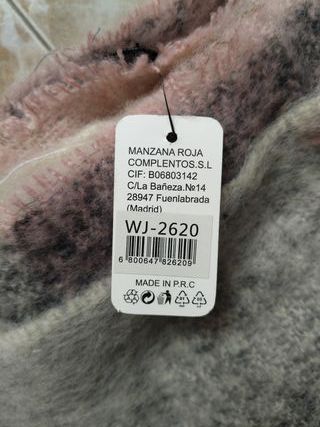 MANZANA ROJA
COMPLENTOS.S.L
CIF: B06803142
C/La Bañeza.№14
28947 Fuenlabrada
(Madrid)
WJ-2620
6 800647 826209
MADE IN P.R.C